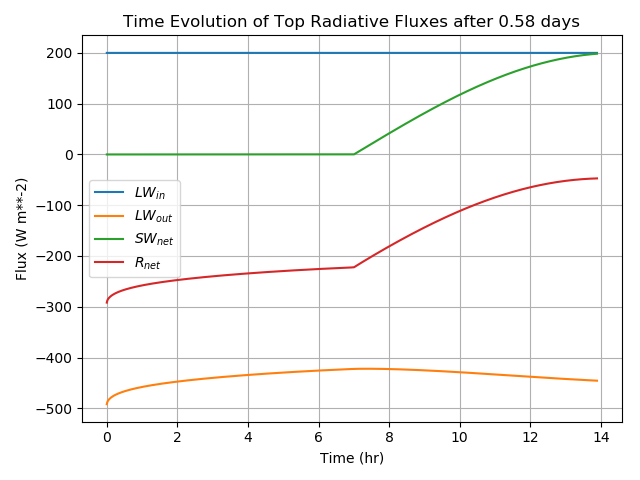 Time Evolution of Top Radiative Fluxes after 0.58 days
Flux (W m**-2)
200
100
0
−100
−200
−300
−400
−500
LW_in
LW_out
SW_net
R_net
0 2 4 6 8 10 12 14
Time (hr)